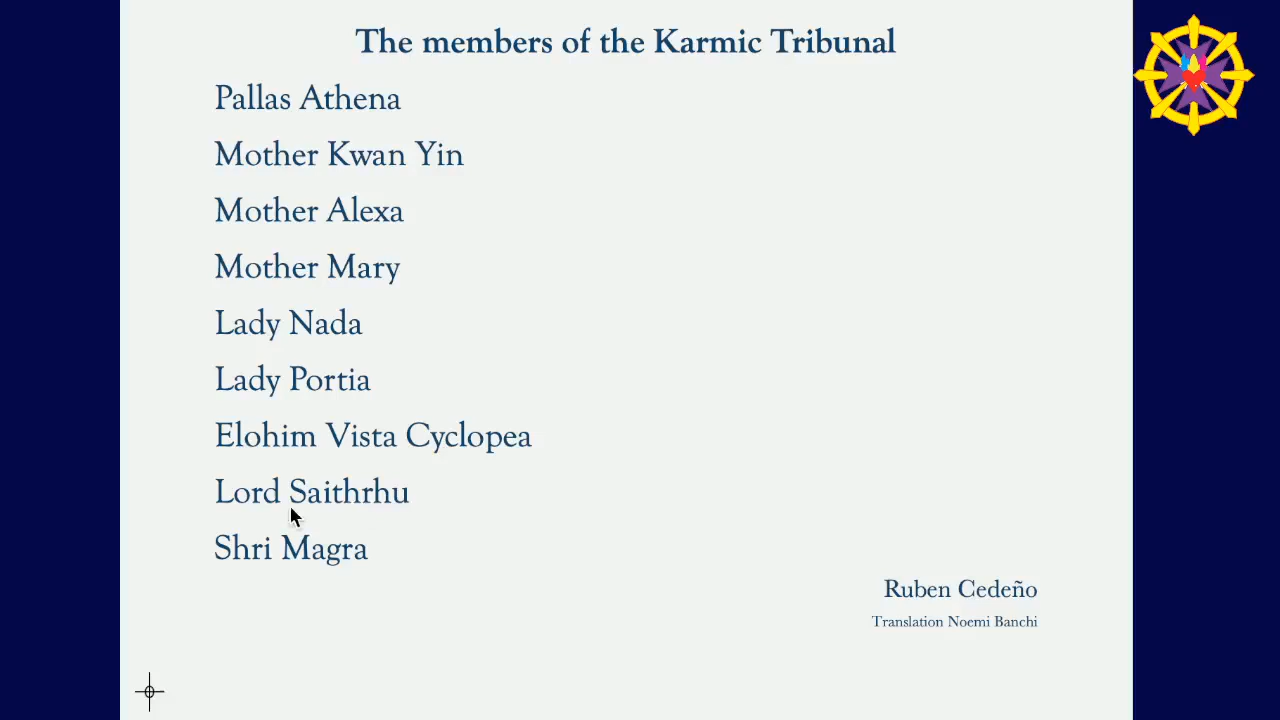 The members of the Karmic Tribunal
Pallas Athena
Mother Kwan Yin
Mother Alexa
Mother Mary
Lady Nada
Lady Portia
Elohim Vista Cyclopea
Lord Saithrhu
Shri Magra
Ruben Cedeño
Translation Noemi Banchi